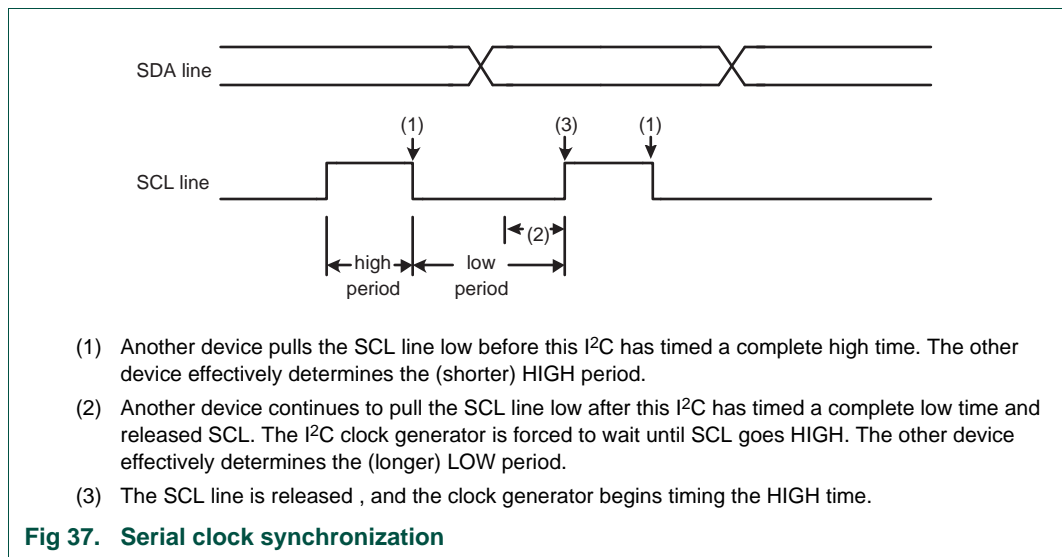 SDA line
(1) (3) (1)
SCL line
(2)
high
period
low
period
(1) Another device pulls the SCL line low before this I²C has timed a complete high time. The other
device effectively determines the (shorter) HIGH period.
(2) Another device continues to pull the SCL line low after this I²C has timed a complete low time and
released SCL. The I²C clock generator is forced to wait until SCL goes HIGH. The other device
effectively determines the (longer) LOW period.
(3) The SCL line is released , and the clock generator begins timing the HIGH time.
Fig 37. Serial clock synchronization